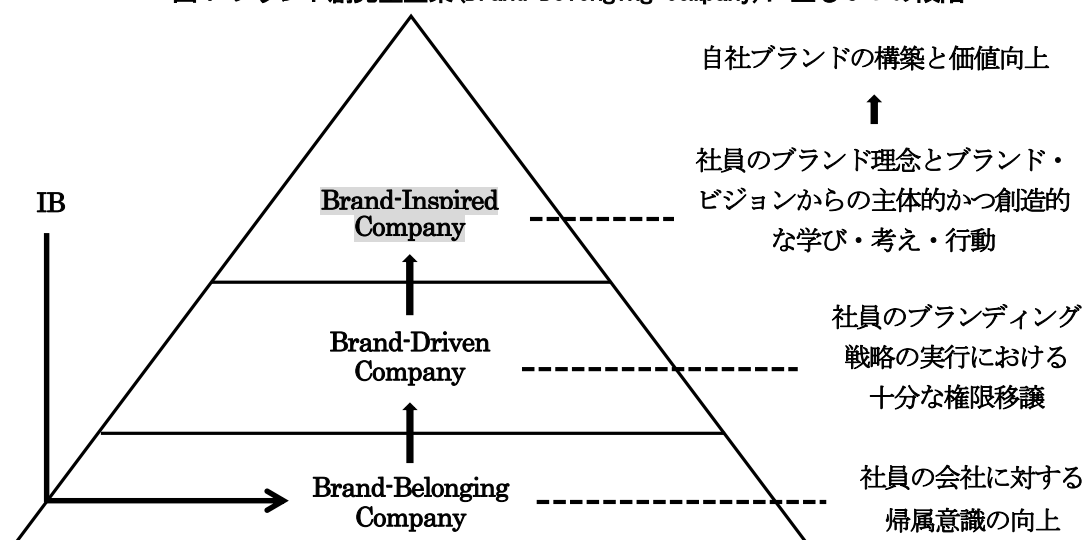 自社ブランドの構築と価値向上
社員のブランド理念とブランド・
ビジョンからの主体的かつ創造的
な学び・考え・行動
IB
Brand-Inspired
Company
社員のブランディング
戦略の実行における
十分な権限移譲
Brand-Driven
Company
社員の会社に対する
帰属意識の向上
Brand-Belonging
Company